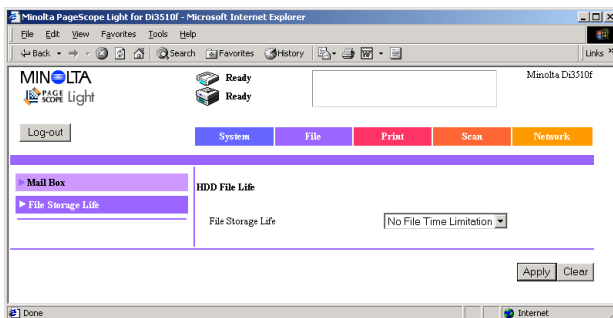 Minolta PageScope Light for Di3510f - Microsoft Internet Explorer
File Edit View Favorites Tools Help
Back Search Favorites History Links »
MINOLTA Ready Minolta Di3510f
PAGE SCOPE Light Ready
Log-out System File Print Scan Network
Mail Box
HDD File Life
File Storage Life
File Storage Life No File Time Limitation
Apply Clear
Done Internet